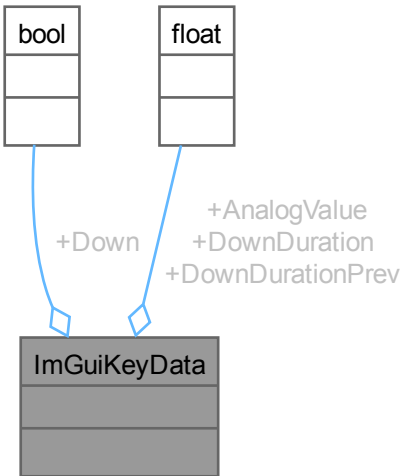 bool
float
+AnalogValue
+Down
+DownDuration
+DownDurationPrev
ImGuiKeyData